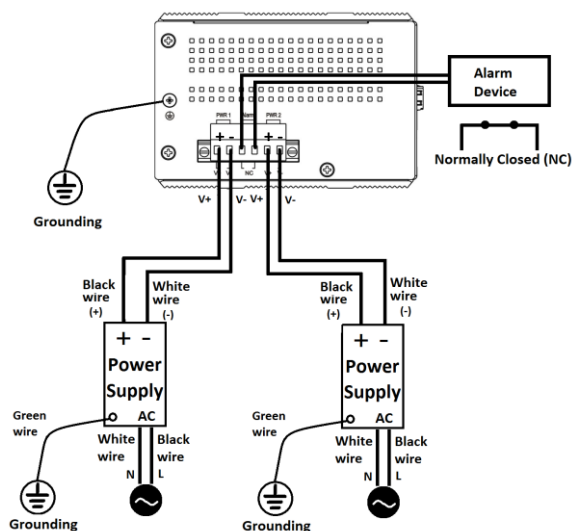 Alarm
Device
Normally Closed (NC)
PWR 1
Alarm
PWR 2
+ -
+ -
NC
Grounding
V+
V-
V+
V-
Black
wire
(+)
White
wire
(-)
Black
wire
(+)
White
wire
(-)
+ -
Power
Supply
AC
+ -
Power
Supply
AC
Green
wire
White
wire
Black
wire
N
L
Green
wire
White
wire
Black
wire
N
L
Grounding
Grounding